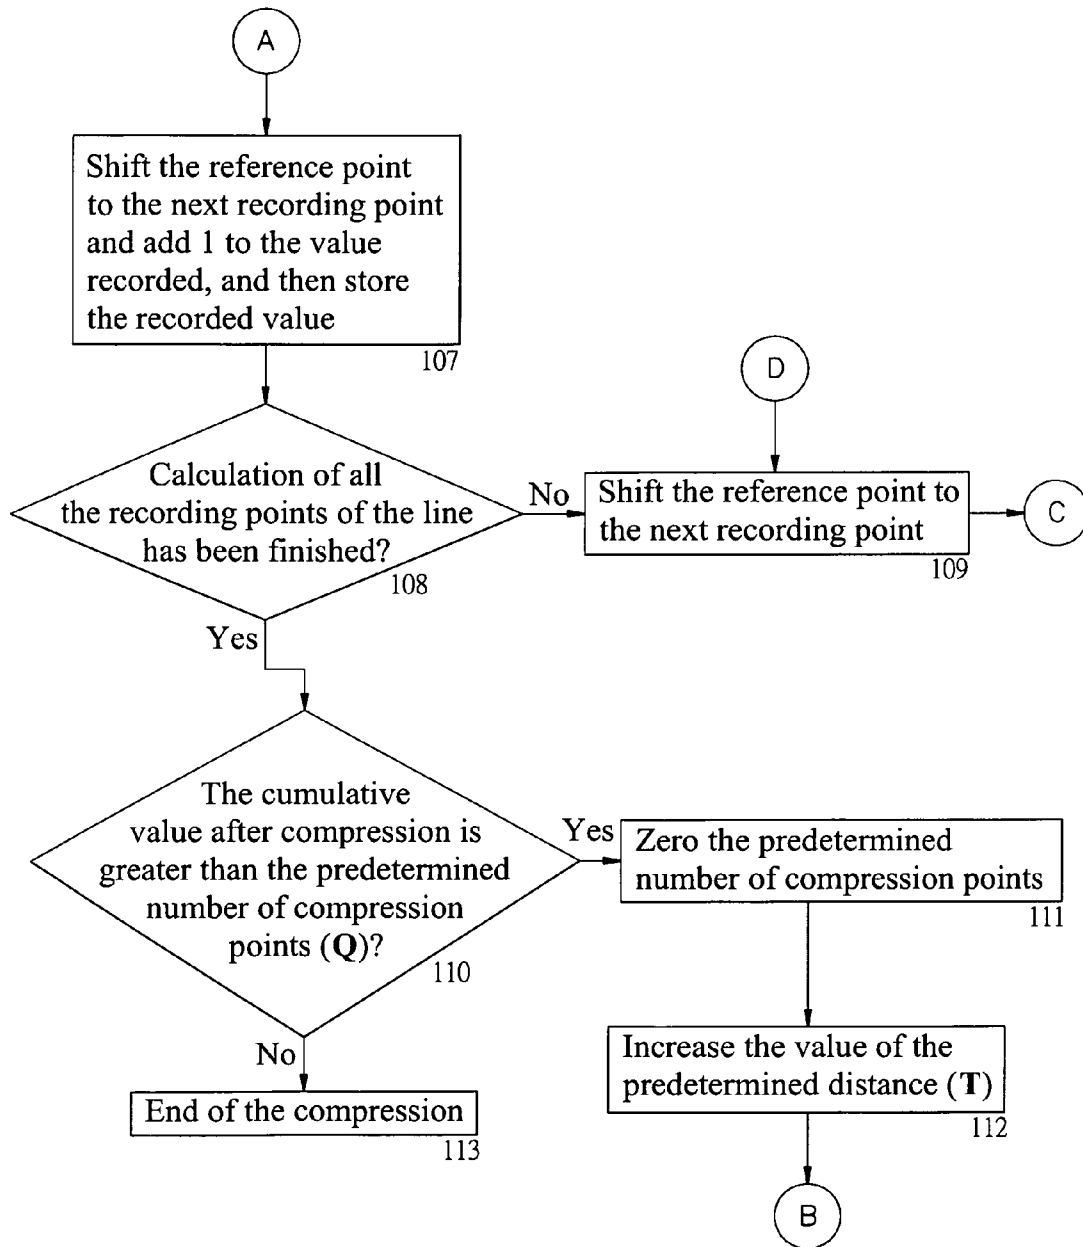 A
Shift the reference point
to the next recording point
and add 1 to the value
recorded, and then store
the recorded value
107
Calculation of all
the recording points of the line
has been finished?
108
No
D
Shift the reference point to
the next recording point
109
C
Yes
The cumulative
value after compression is
greater than the predetermined
number of compression
points (Q)?
110
Yes
Zero the predetermined
number of compression points
111
Increase the value of the
predetermined distance (T)
112
B
No
End of the compression
113